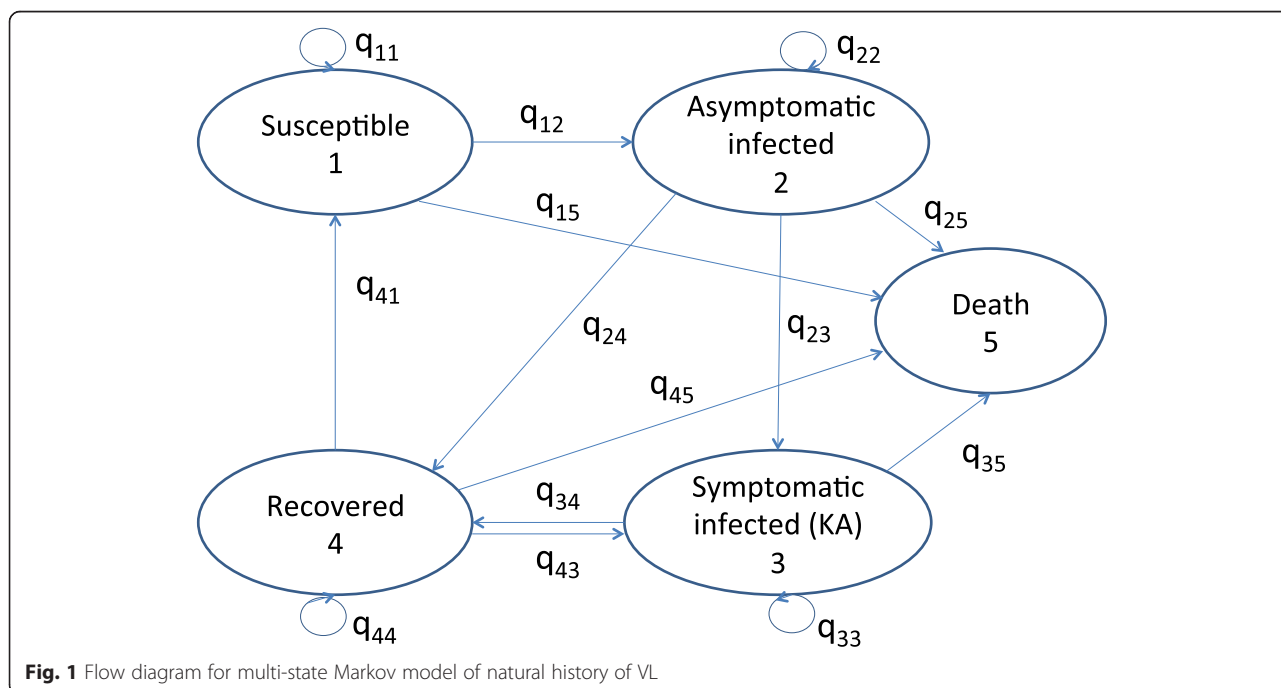 q11
q22
Susceptible
1
q12
Asymptomatic
infected
2
q15
q25
q41
q24
q23
Death
5
q45
q35
Recovered
4
q34
q43
Symptomatic
infected (KA)
3
q44
q33
Fig. 1 Flow diagram for multi-state Markov model of natural history of VL